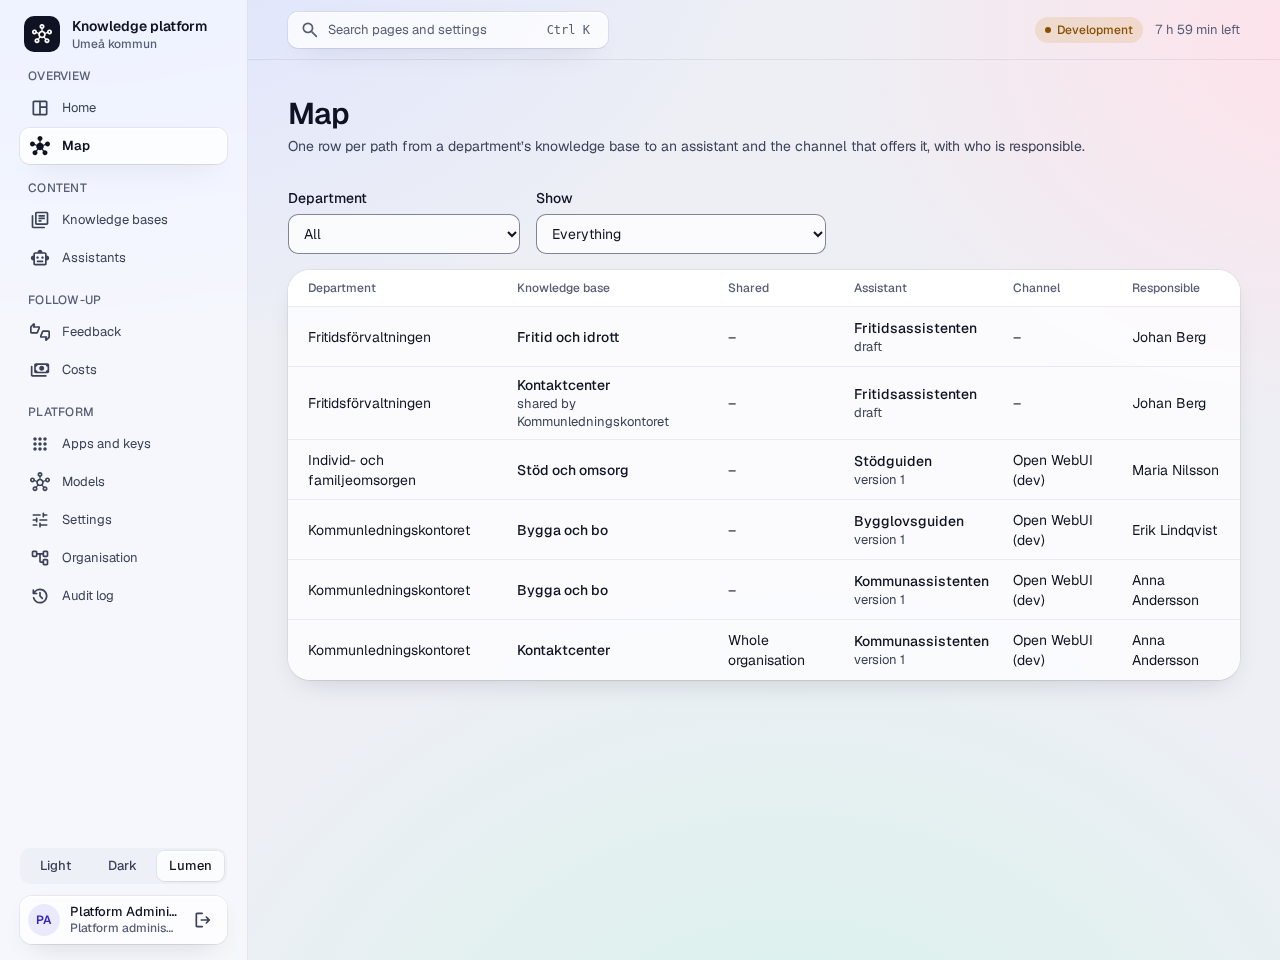 Knowledge platform
Umeå kommun
OVERVIEW
Home
Map
CONTENT
Knowledge bases
Assistants
FOLLOW-UP
Feedback
Costs
PLATFORM
Apps and keys
Models
Settings
Organisation
Audit log
Light Dark Lumen
PA
Platform Admini...
Platform adminis...
Search pages and settings Ctrl K
Development 7 h 59 min left
Map
One row per path from a department's knowledge base to an assistant and the channel that offers it, with who is responsible.
Department Show
All Everything
Department Knowledge base Shared Assistant Channel Responsible
Fritidsförvaltningen Fritid och idrott – Fritidsassistenten – Johan Berg
draft
Fritidsförvaltningen Kontaktcenter – Fritidsassistenten – Johan Berg
shared by draft
Kommunledningskontoret
Individ- och Stöd och omsorg – Stödguiden Open WebUI Maria Nilsson
familjeomsorgen version 1 (dev)
Kommunledningskontoret Bygga och bo – Bygglovsguiden Open WebUI Erik Lindqvist
version 1 (dev)
Kommunledningskontoret Bygga och bo – Kommunassistenten Open WebUI Anna
version 1 (dev) Andersson
Kommunledningskontoret Kontaktcenter Whole Kommunassistenten Open WebUI Anna
organisation version 1 (dev) Andersson